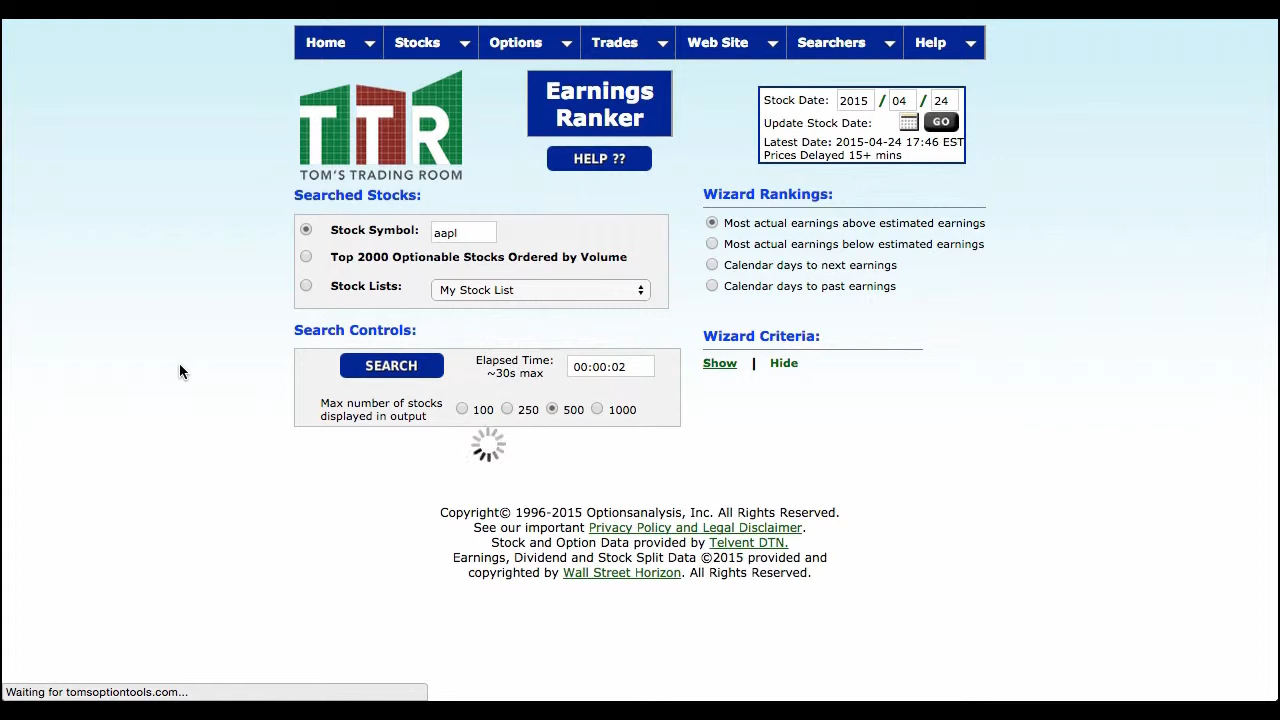 Home Stocks Options Trades Web Site Searchers Help
TTR
TOM'S TRADING ROOM
Earnings
Ranker
HELP ??
Stock Date: 2015 / 04 / 24
Update Stock Date: GO
Latest Date: 2015-04-24 17:46 EST
Prices Delayed 15+ mins
Searched Stocks:
Stock Symbol: aapl
Top 2000 Optionable Stocks Ordered by Volume
Stock Lists: My Stock List
Wizard Rankings:
Most actual earnings above estimated earnings
Most actual earnings below estimated earnings
Calendar days to next earnings
Calendar days to past earnings
Search Controls:
SEARCH
Elapsed Time:
~30s max
00:00:02
Max number of stocks
displayed in output
100 250 500 1000
Wizard Criteria:
Show | Hide
Copyright© 1996-2015 Optionsanalysis, Inc. All Rights Reserved.
See our important Privacy Policy and Legal Disclaimer.
Stock and Option Data provided by Telvent DTN.
Earnings, Dividend and Stock Split Data ©2015 provided and
copyrighted by Wall Street Horizon. All Rights Reserved.
Waiting for tomsoptiontools.com...